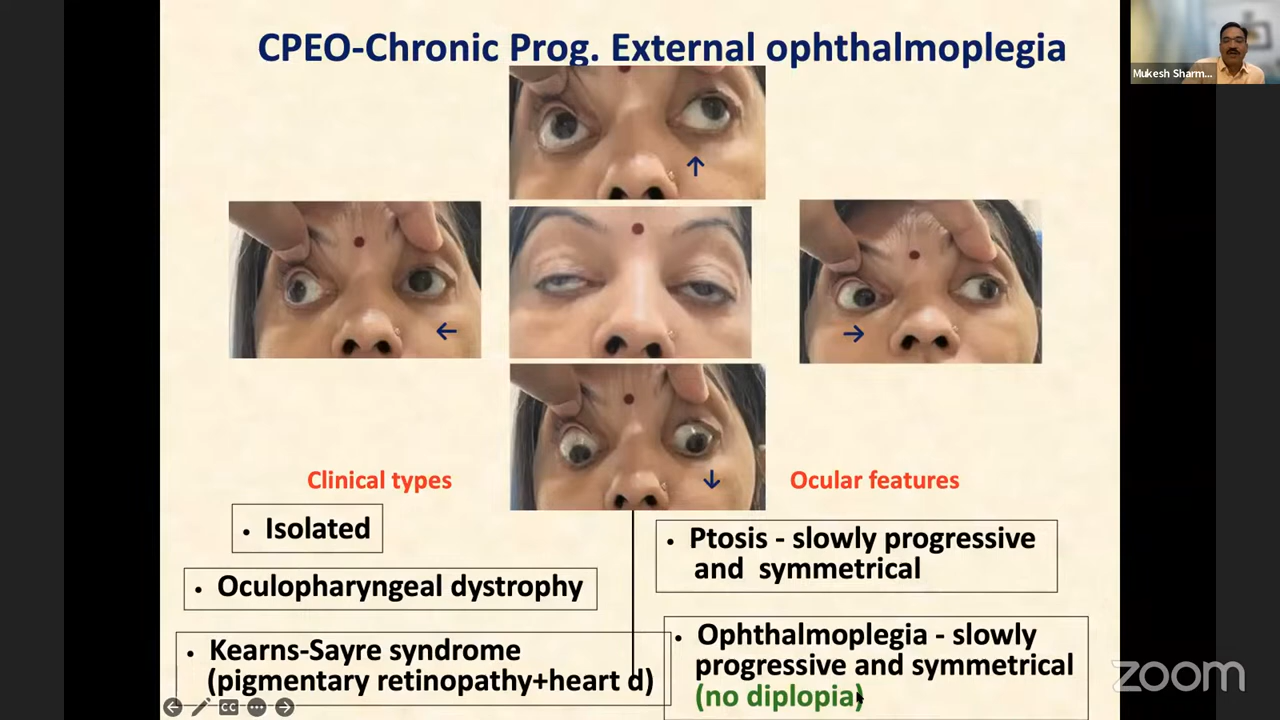 CPEO-Chronic Prog. External ophthalmoplegia
Mukesh Sharm...
↑
←
→
↓
Clinical types
• Isolated
• Oculopharyngeal dystrophy
• Kearns-Sayre syndrome
(pigmentary retinopathy+heart d)
Ocular features
• Ptosis - slowly progressive
and symmetrical
• Ophthalmoplegia - slowly
progressive and symmetrical
(no diplopia)
CC
zoom